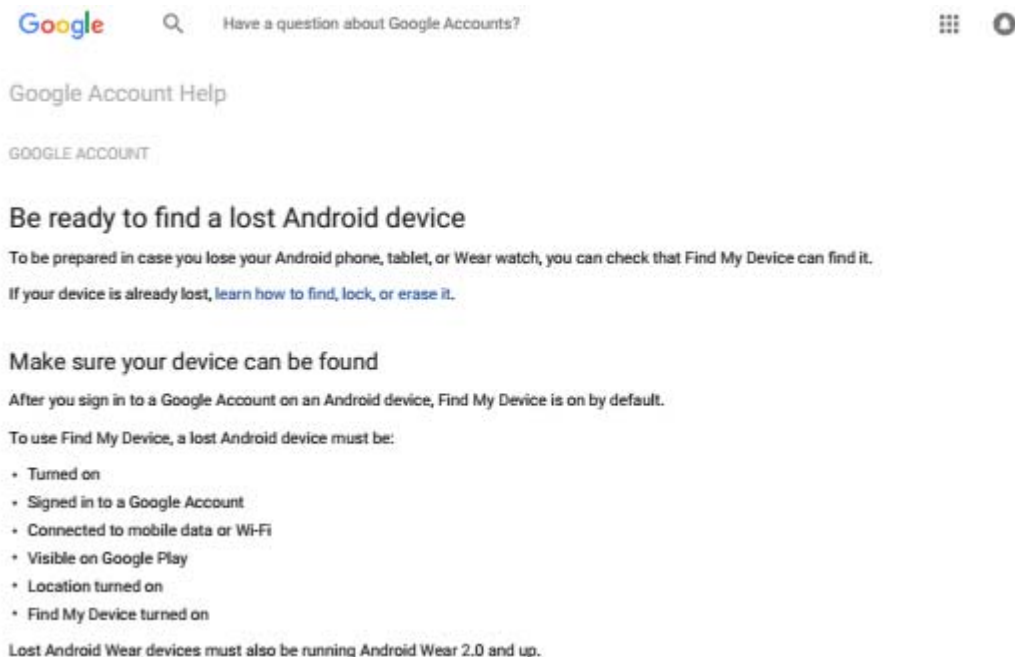 Google
Have a question about Google Accounts?
Google Account Help
GOOGLE ACCOUNT
Be ready to find a lost Android device
To be prepared in case you lose your Android phone, tablet, or Wear watch, you can check that Find My Device can find it.
If your device is already lost, learn how to find, lock, or erase it.
Make sure your device can be found
After you sign in to a Google Account on an Android device, Find My Device is on by default.
To use Find My Device, a lost Android device must be:
• Turned on
• Signed in to a Google Account
• Connected to mobile data or Wi-Fi
• Visible on Google Play
• Location turned on
• Find My Device turned on
Lost Android Wear devices must also be running Android Wear 2.0 and up.